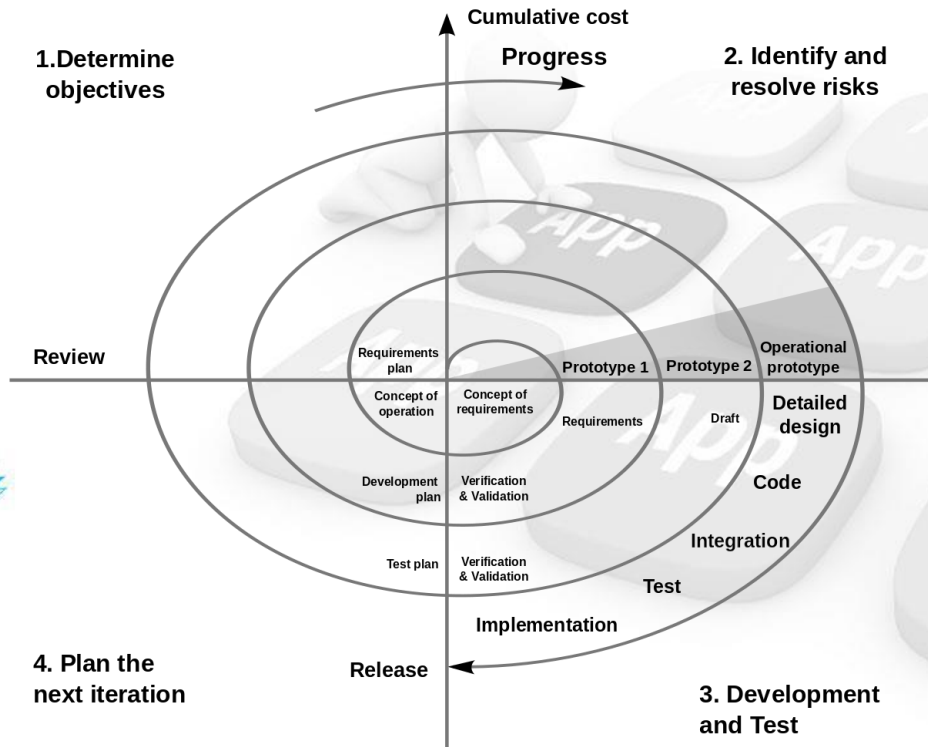 Cumulative cost
1.Determine
objectives
Progress
2. Identify and
resolve risks
App
App
App
App
Review
Requirements
plan
Prototype 1
Prototype 2
Operational
prototype
Concept of
operation
Concept of
requirements
Requirements
Draft
Detailed
design
Development
plan
Verification
& Validation
Code
Integration
Test plan
Verification
& Validation
Test
Implementation
Release
4. Plan the
next iteration
3. Development
and Test